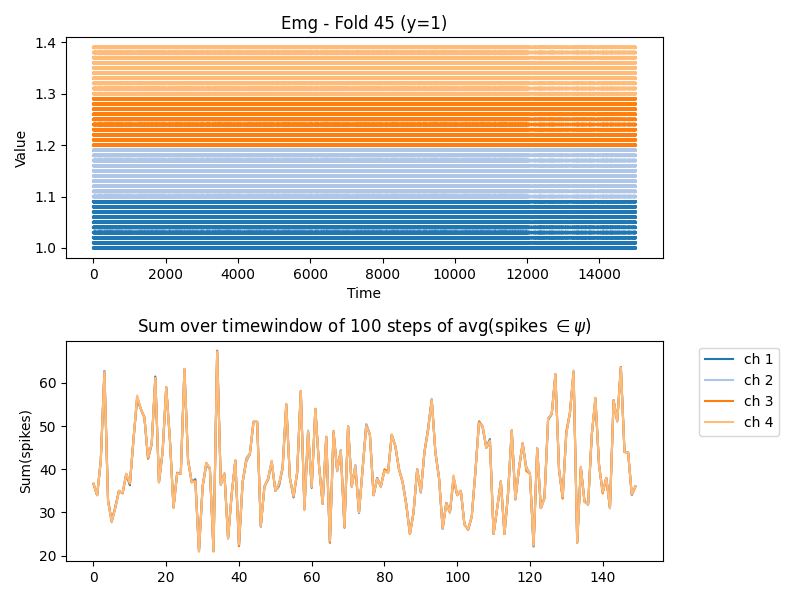 Emg - Fold 45 (y=1)
1.4
1.3
1.2
1.1
1.0
Value
0 2000 4000 6000 8000 10000 12000 14000
Time
Sum over timewindow of 100 steps of avg(spikes ∈ ψ)
60
50
40
30
20
Sum(spikes)
0 20 40 60 80 100 120 140
ch 1
ch 2
ch 3
ch 4